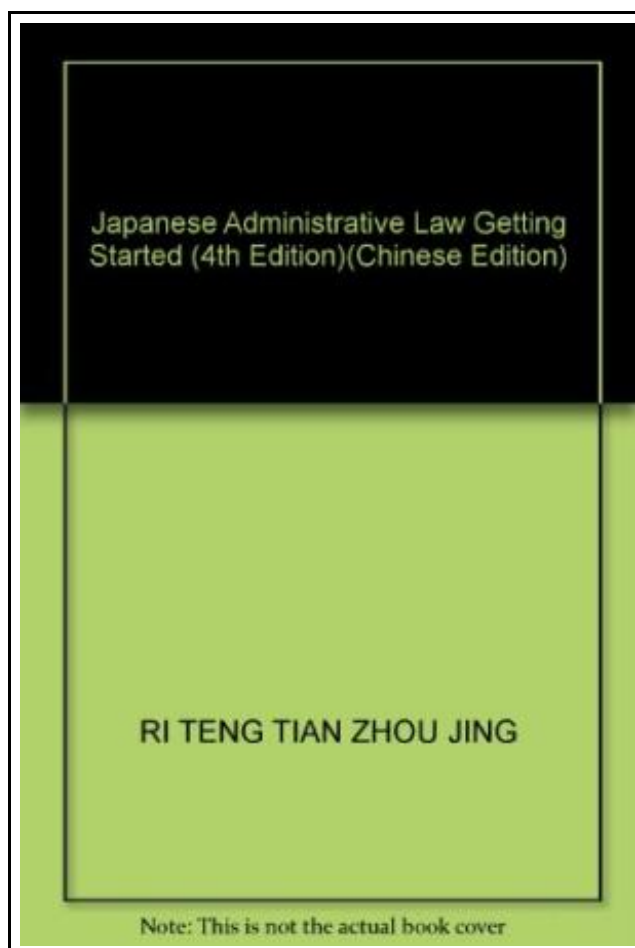 Japanese Administrative Law Getting
Started (4th Edition)(Chinese Edition)
RI TENG TIAN ZHOU JING
Note: This is not the actual book cover